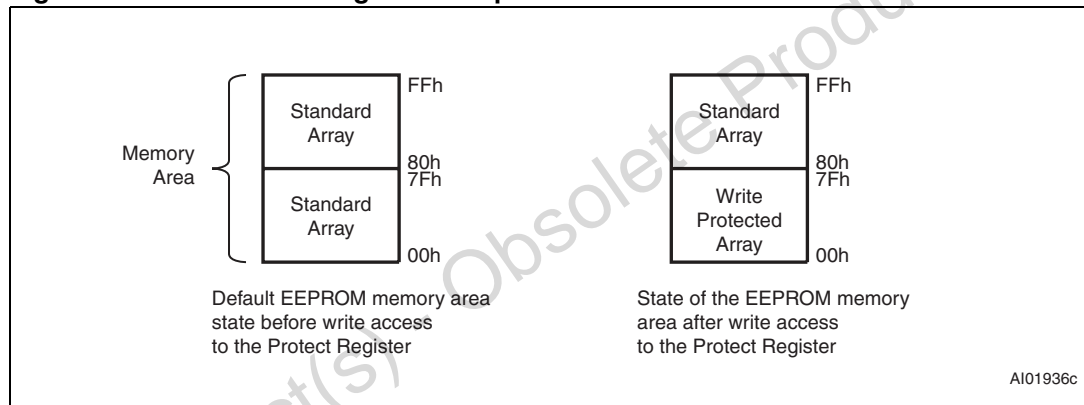 FFh
Standard
Array
Memory
Area
80h
7Fh
Standard
Array
00h
Default EEPROM memory area
state before write access
to the Protect Register
FFh
Standard
Array
80h
7Fh
Write
Protected
Array
00h
State of the EEPROM memory
area after write access
to the Protect Register
AI01936c
Obsolete